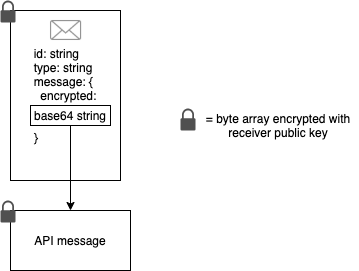 id: string
type: string
message: {
encrypted:
base64 string
}
= byte array encrypted with
receiver public key
API message